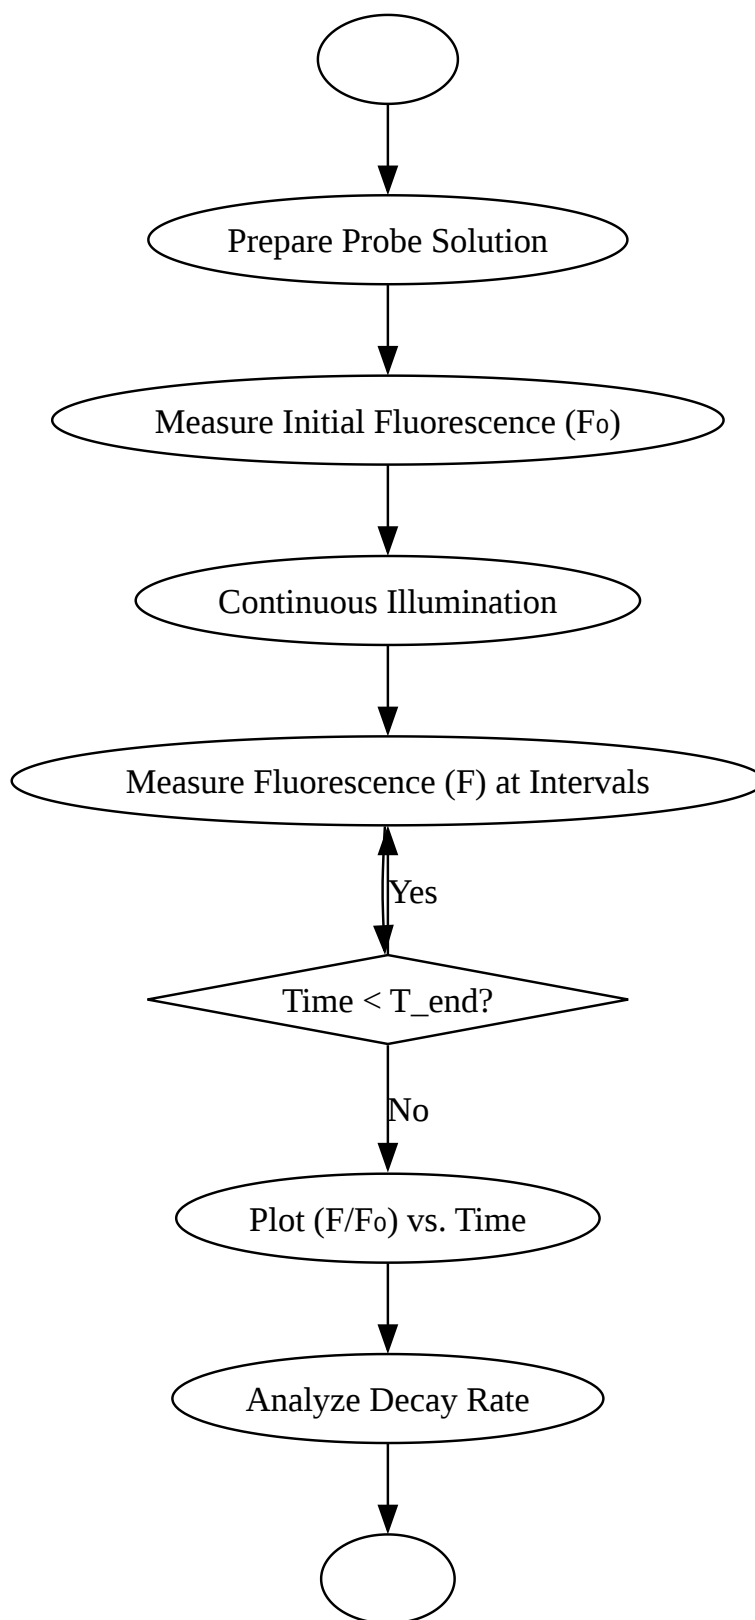 Prepare Probe Solution
Measure Initial Fluorescence (F₀)
Continuous Illumination
Measure Fluorescence (F) at Intervals
Yes
Time < T_end?
No
Plot (F/F₀) vs. Time
Analyze Decay Rate